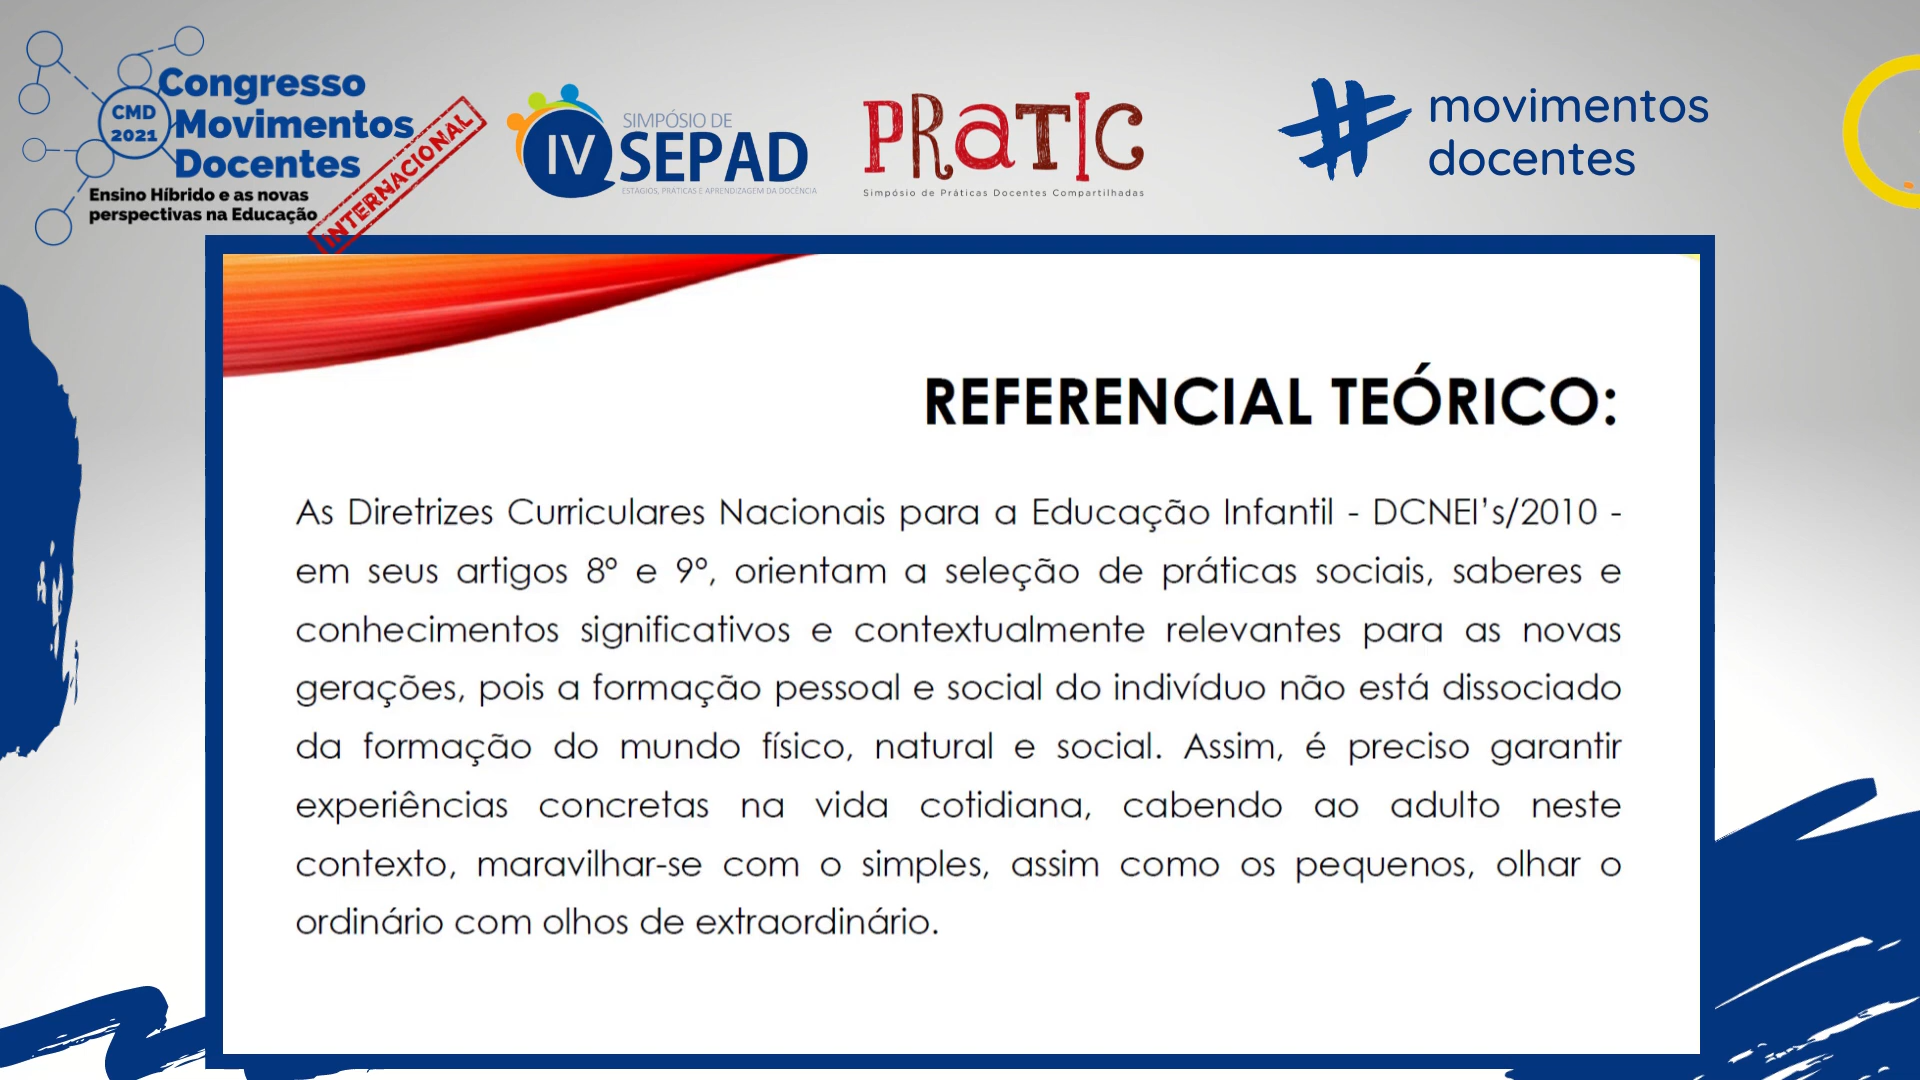 CMD
2021
Congresso
Movimentos
Docentes
Ensino Híbrido e as novas
perspectivas na Educação
INTERNACIONAL
SIMPÓSIO DE
IV SEPAD
ESTÁGIOS, PRÁTICAS E APRENDIZAGEM DA DOCÊNCIA
PRATIC
Simpósio de Práticas Docentes Compartilhadas
# movimentos
docentes
REFERENCIAL TEÓRICO:
As Diretrizes Curriculares Nacionais para a Educação Infantil - DCNEI's/2010 -
em seus artigos 8º e 9º, orientam a seleção de práticas sociais, saberes e
conhecimentos significativos e contextualmente relevantes para as novas
gerações, pois a formação pessoal e social do indivíduo não está dissociado
da formação do mundo físico, natural e social. Assim, é preciso garantir
experiências concretas na vida cotidiana, cabendo ao adulto neste
contexto, maravilhar-se com o simples, assim como os pequenos, olhar o
ordinário com olhos de extraordinário.